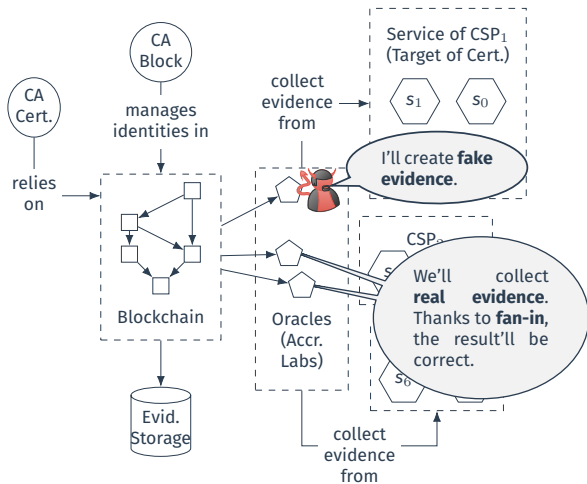 CA
Block
CA
Cert.
manages
identities in
relies
on
collect
evidence
from
Service of CSP₁
(Target of Cert.)
s₁
s₀
I'll create fake
evidence.
Blockchain
Oracles
(Accr.
Labs)
CSP
We'll collect
real evidence.
Thanks to fan-in,
the result'll be
correct.
s₆
Evid.
Storage
collect
evidence
from